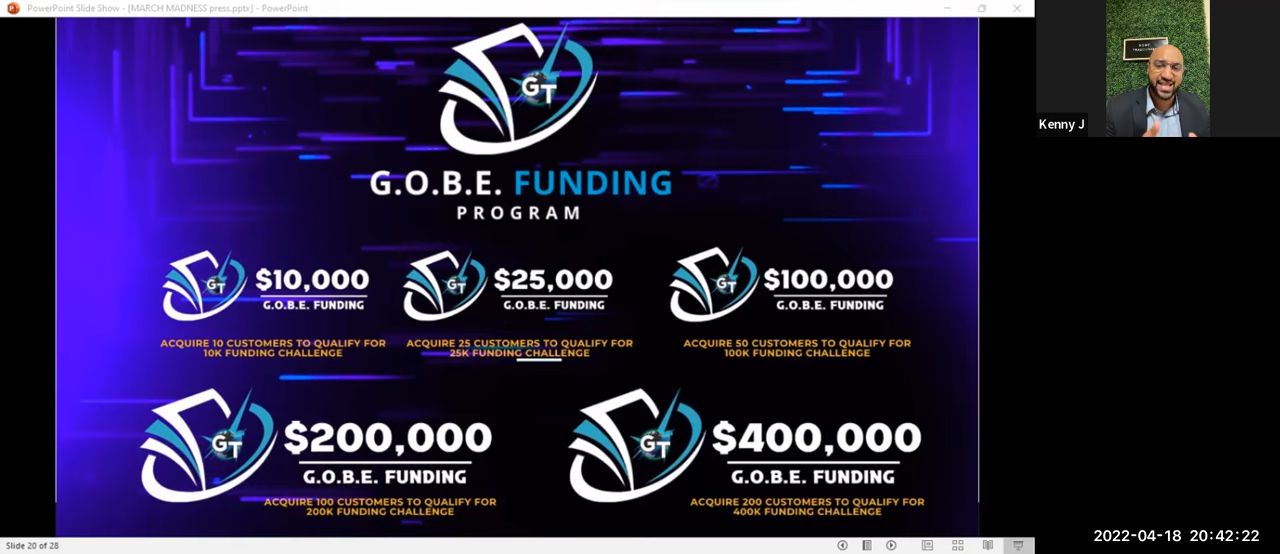 PowerPoint Slide Show - [MARCH MADNESS press.pptx] - PowerPoint
GT
G.O.B.E. FUNDING
PROGRAM
Kenny J
GT
$10,000
G.O.B.E. FUNDING
ACQUIRE 10 CUSTOMERS TO QUALIFY FOR
10K FUNDING CHALLENGE
GT
$25,000
G.O.B.E. FUNDING
ACQUIRE 25 CUSTOMERS TO QUALIFY FOR
25K FUNDING CHALLENGE
GT
$100,000
G.O.B.E. FUNDING
ACQUIRE 50 CUSTOMERS TO QUALIFY FOR
100K FUNDING CHALLENGE
GT
$200,000
G.O.B.E. FUNDING
ACQUIRE 100 CUSTOMERS TO QUALIFY FOR
200K FUNDING CHALLENGE
GT
$400,000
G.O.B.E. FUNDING
ACQUIRE 200 CUSTOMERS TO QUALIFY FOR
400K FUNDING CHALLENGE
Slide 20 of 28
2022-04-18 20:42:22